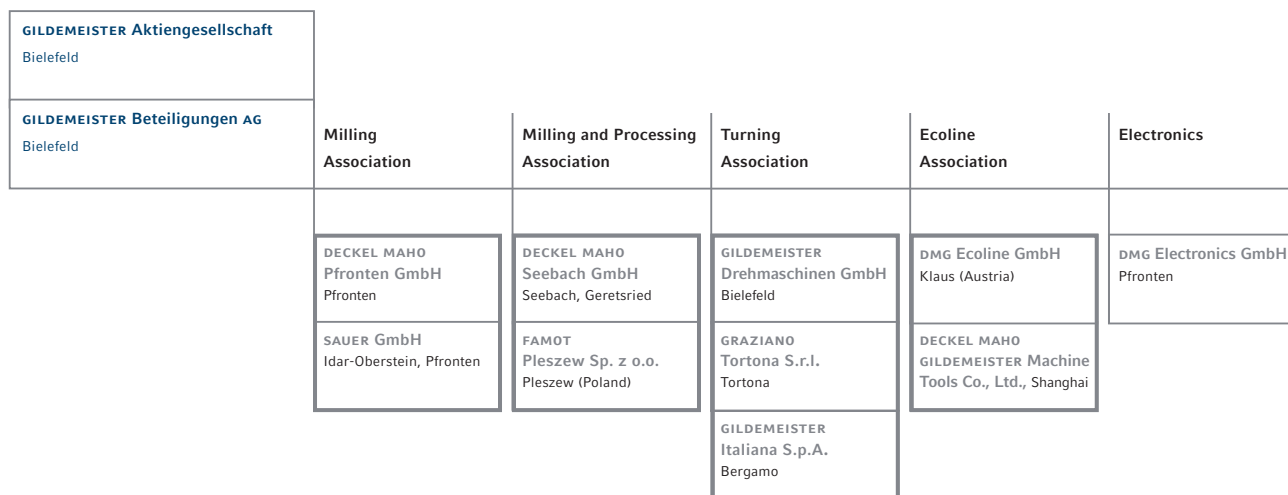 GILDEMEISTER Aktiengesellschaft
Bielefeld
GILDEMEISTER Beteiligungen AG
Bielefeld
Milling
Association
Milling and Processing
Association
Turning
Association
Ecoline
Association
Electronics
DECKEL MAHO
Pfronten GmbH
Pfronten
SAUER GmbH
Idar-Oberstein, Pfronten
DECKEL MAHO
Seebach GmbH
Seebach, Geretsried
FAMOT
Pleszew Sp. z o.o.
Pleszew (Poland)
GILDEMEISTER
Drehmaschinen GmbH
Bielefeld
GRAZIANO
Tortona S.r.l.
Tortona
GILDEMEISTER
Italiana S.p.A.
Bergamo
DMG Ecoline GmbH
Klaus (Austria)
DECKEL MAHO
GILDEMEISTER Machine
Tools Co., Ltd., Shanghai
DMG Electronics GmbH
Pfronten